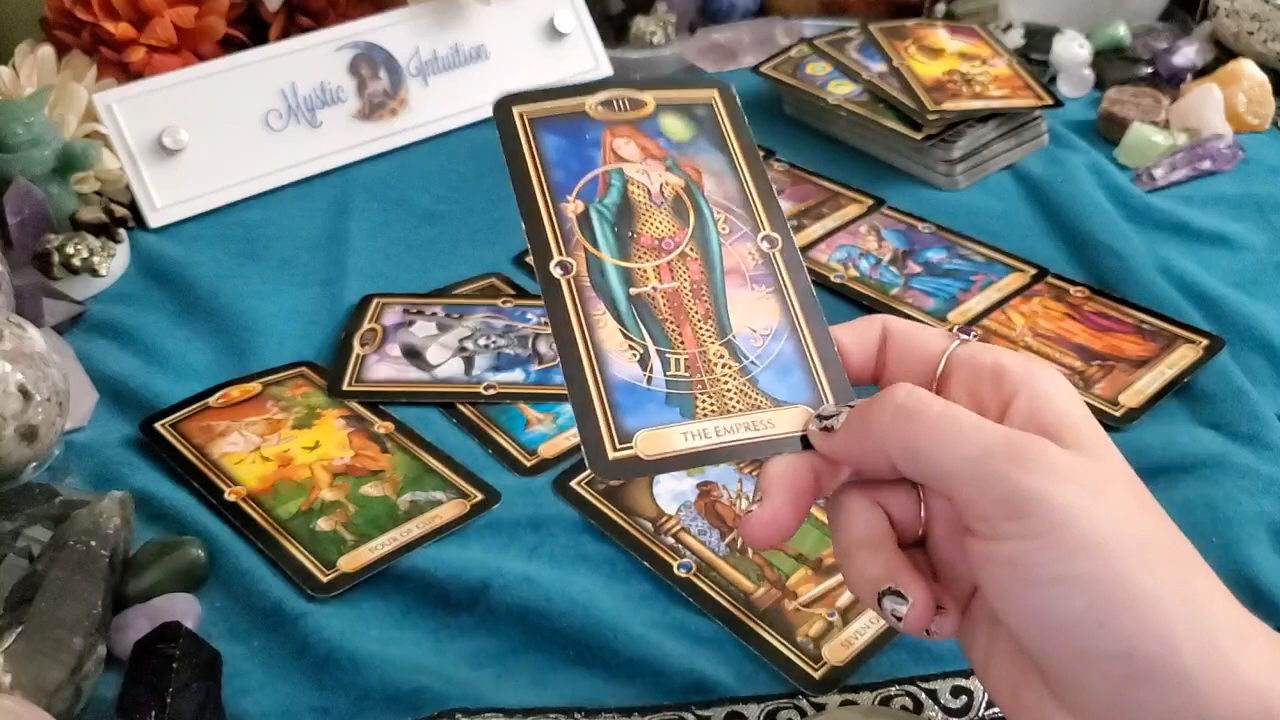 Mystic Intuition
III
THE EMPRESS
FOUR OF CUPS
SEVEN O